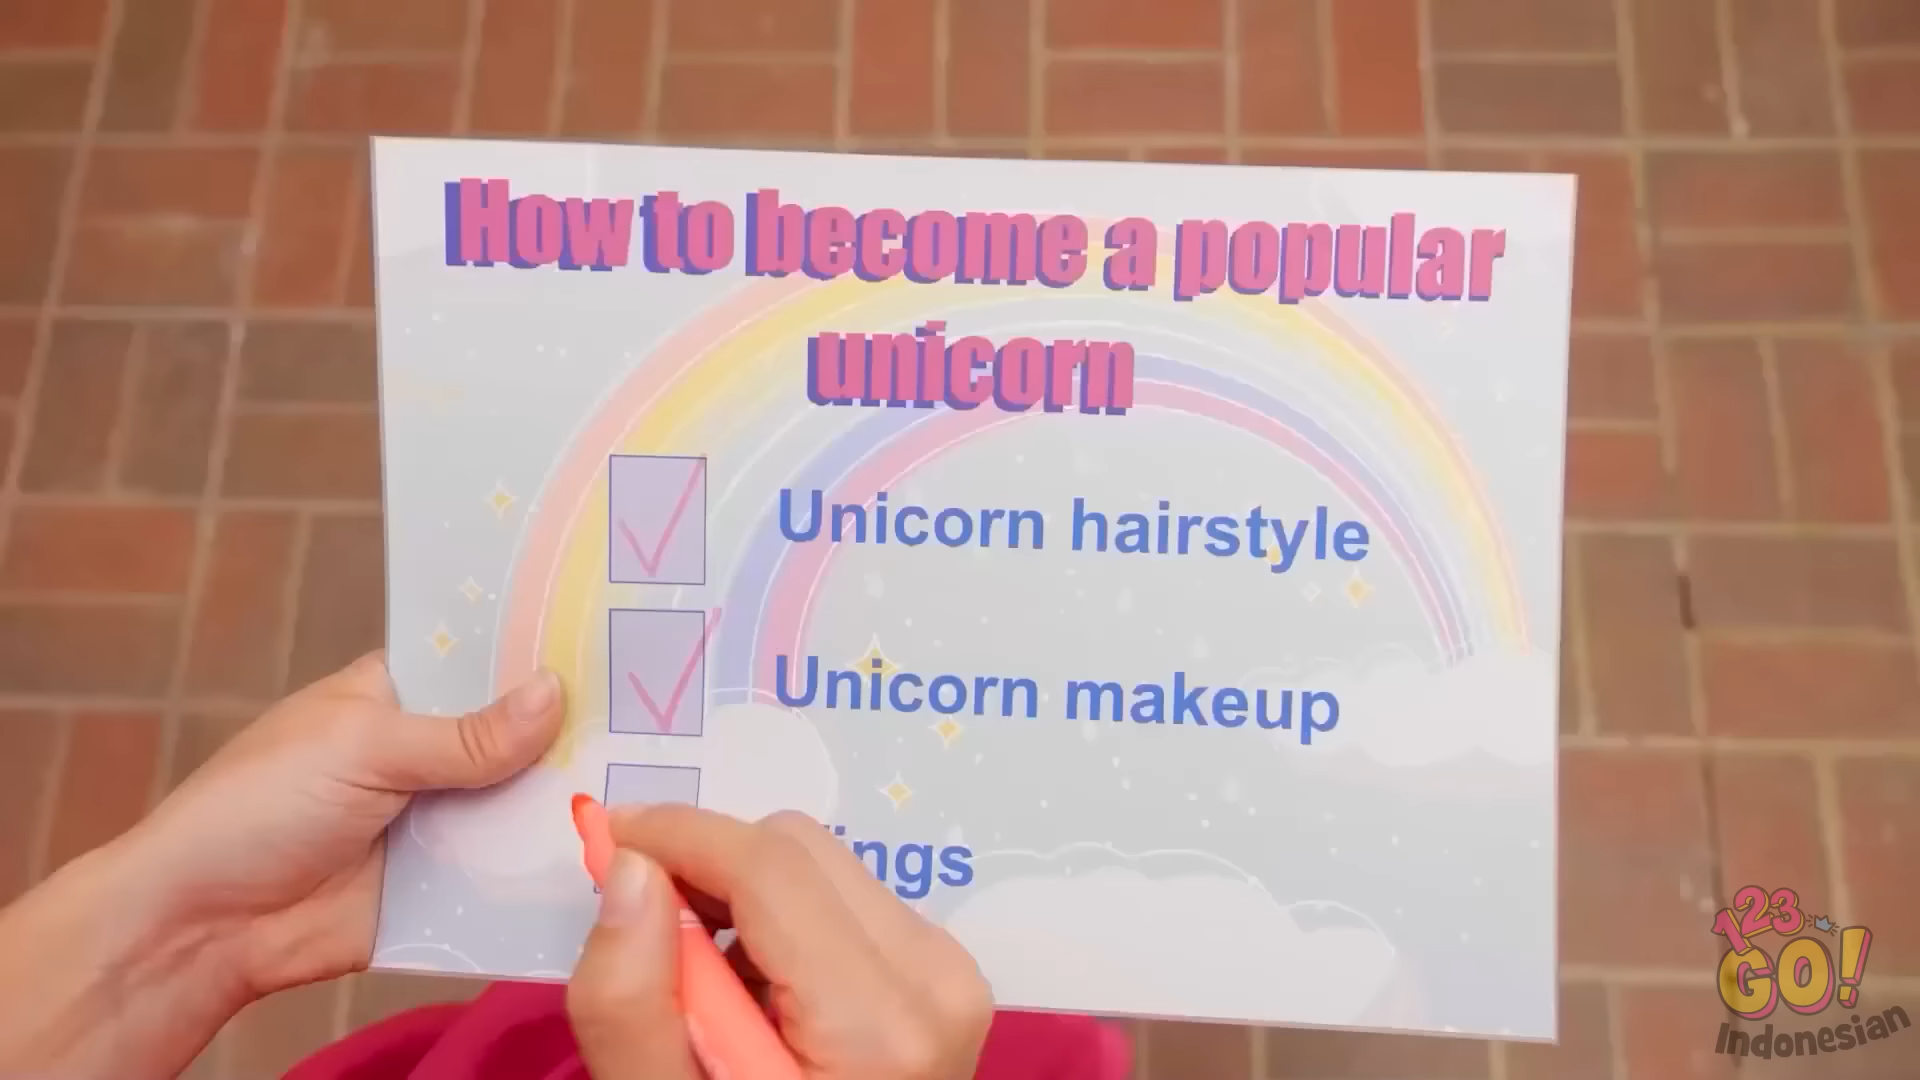 How to become a popular
unicorn
Unicorn hairstyle
Unicorn makeup
123
GO!
Indonesian